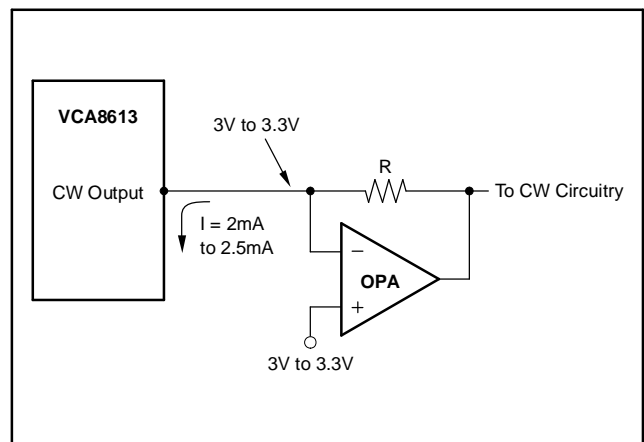 VCA8613
3V to 3.3V
R
CW Output
To CW Circuitry
I = 2mA
to 2.5mA
−
OPA
+
3V to 3.3V